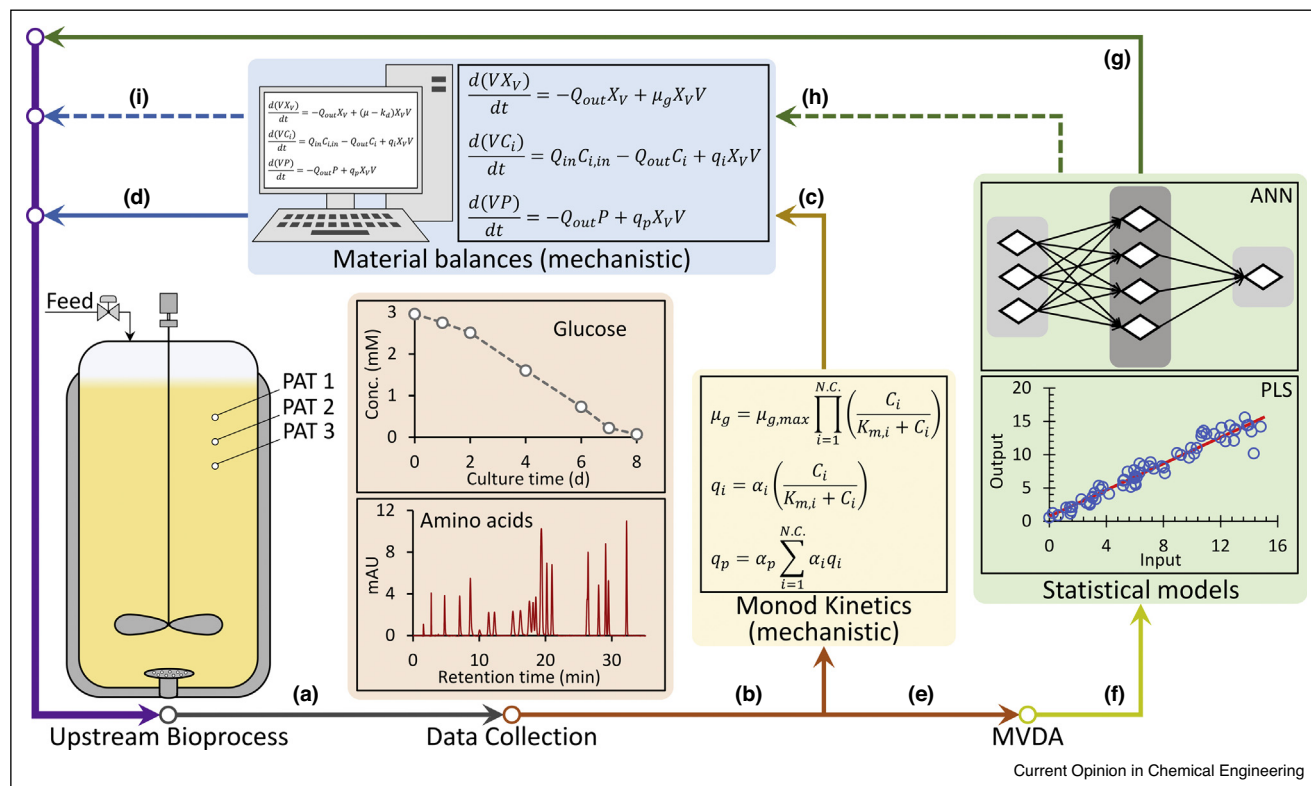 (g)
(i)
(h)
(d)
(c)
d(VX_V)/dt = −Q_out X_V + (μ − k_d)X_V V
d(VC_i)/dt = Q_in C_i,in − Q_out C_i + q_i X_V V
d(VP)/dt = −Q_out P + q_p X_V V
d(VX_V)/dt = −Q_out X_V + μ_g X_V V
d(VC_i)/dt = Q_in C_i,in − Q_out C_i + q_i X_V V
d(VP)/dt = −Q_out P + q_p X_V V
Material balances (mechanistic)
ANN
Feed
PAT 1
PAT 2
PAT 3
Glucose
Conc. (mM)
3
2
1
0
0 2 4 6 8
Culture time (d)
Amino acids
mAU
12
8
4
0
0 10 20 30
Retention time (min)
μ_g = μ_g,max ∏_{i=1}^{N.C.} (C_i / (K_m,i + C_i))
q_i = α_i (C_i / (K_m,i + C_i))
q_p = α_p ∑_{i=1}^{N.C.} α_i q_i
Monod Kinetics
(mechanistic)
PLS
Output
20
15
10
5
0
0 4 8 12 16
Input
Statistical models
(a)
(b)
(e)
(f)
Upstream Bioprocess
Data Collection
MVDA
Current Opinion in Chemical Engineering